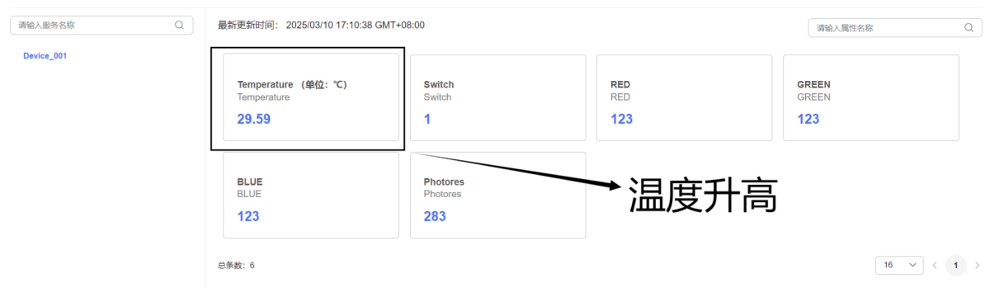 请输入服务名称
Device_001
最新更新时间： 2025/03/10 17:10:38 GMT+08:00
请输入属性名称
Temperature （单位：℃）
Temperature
29.59
Switch
Switch
1
RED
RED
123
GREEN
GREEN
123
BLUE
BLUE
123
Photores
Photores
283
温度升高
总条数：6
16
1